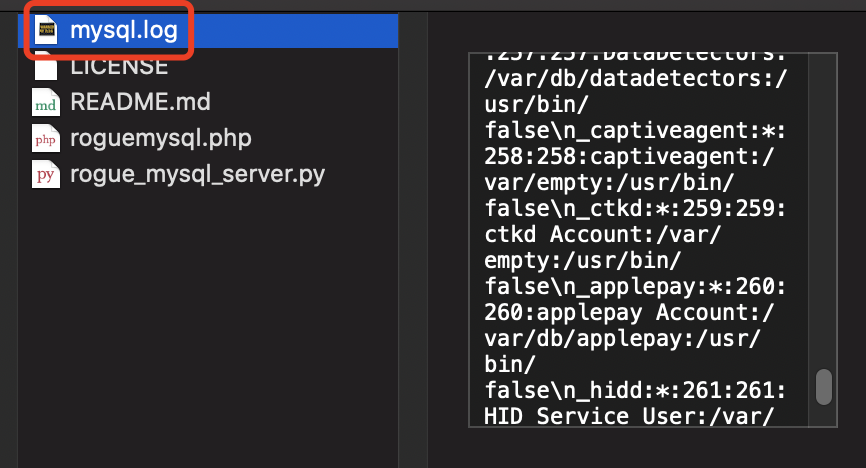 mysql.log
LICENSE
README.md
roguemysql.php
rogue_mysql_server.py
:257:257:DataDetectors:
/var/db/datadetectors:/
usr/bin/
false\n_captiveagent:*:
258:258:captiveagent:/
var/empty:/usr/bin/
false\n_ctkd:*:259:259:
ctkd Account:/var/
empty:/usr/bin/
false\n_applepay:*:260:
260:applepay Account:/
var/db/applepay:/usr/
bin/
false\n_hidd:*:261:261:
HID Service User:/var/
md
php
py